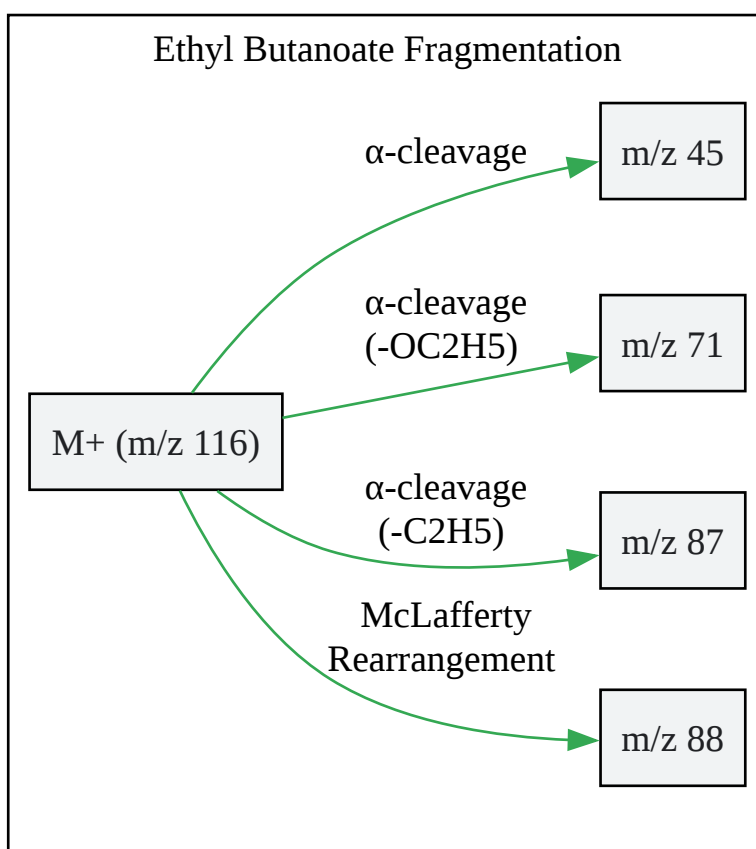 Ethyl Butanoate Fragmentation
α-cleavage
m/z 45
α-cleavage
(-OC2H5)
m/z 71
M+ (m/z 116)
α-cleavage
(-C2H5)
m/z 87
McLafferty
Rearrangement
m/z 88